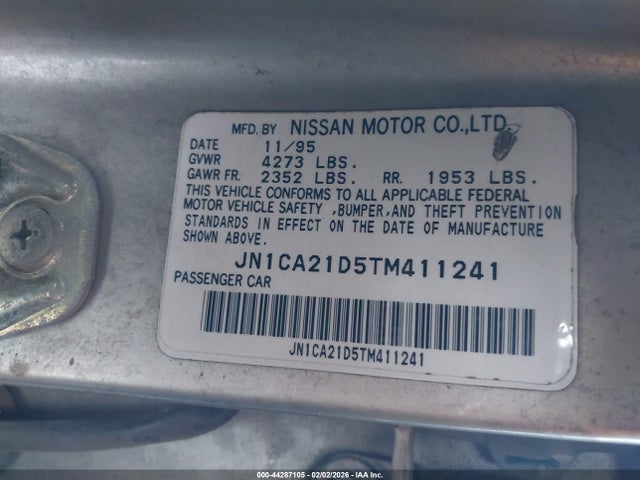 MFD. BY NISSAN MOTOR CO.,LTD.
DATE 11/95
GVWR 4273 LBS.
GAWR FR. 2352 LBS. RR. 1953 LBS.
THIS VEHICLE CONFORMS TO ALL APPLICABLE FEDERAL
MOTOR VEHICLE SAFETY ,BUMPER,AND THEFT PREVENTION
STANDARDS IN EFFECT ON THE DATE OF MANUFACTURE
SHOWN ABOVE.
JN1CA21D5TM411241
PASSENGER CAR
JN1CA21D5TM411241
000-44287105 - 02/02/2026 - IAA Inc.